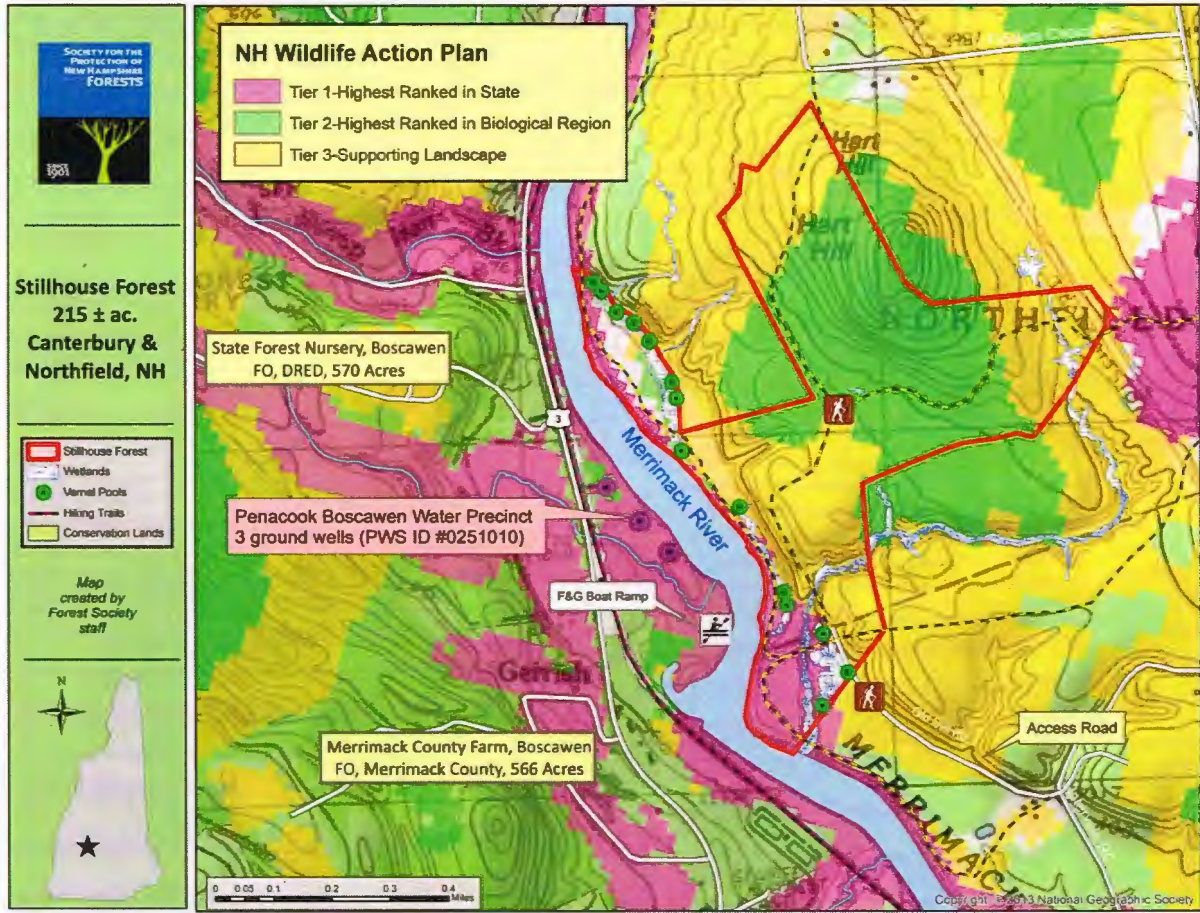 SOCIETY FOR THE
PROTECTION OF
NEW HAMPSHIRE
FORESTS
SINCE
1901
Stillhouse Forest
215 ± ac.
Canterbury &
Northfield, NH
Stillhouse Forest
Wetlands
Vernal Pools
Hiking Trails
Conservation Lands
Map
created by
Forest Society
staff
N
NH Wildlife Action Plan
Tier 1-Highest Ranked in State
Tier 2-Highest Ranked in Biological Region
Tier 3-Supporting Landscape
Hart
Hill
Hart
Hill
NORTHFIELD
State Forest Nursery, Boscawen
FO, DRED, 570 Acres
3
Merrimack River
Penacook Boscawen Water Precinct
3 ground wells (PWS ID #0251010)
F&G Boat Ramp
Gerrish
Merrimack County Farm, Boscawen
FO, Merrimack County, 566 Acres
Access Road
MERRIMACK
0 0.05 0.1 0.2 0.3 0.4
Miles
Copyright: © 2013 National Geographic Society